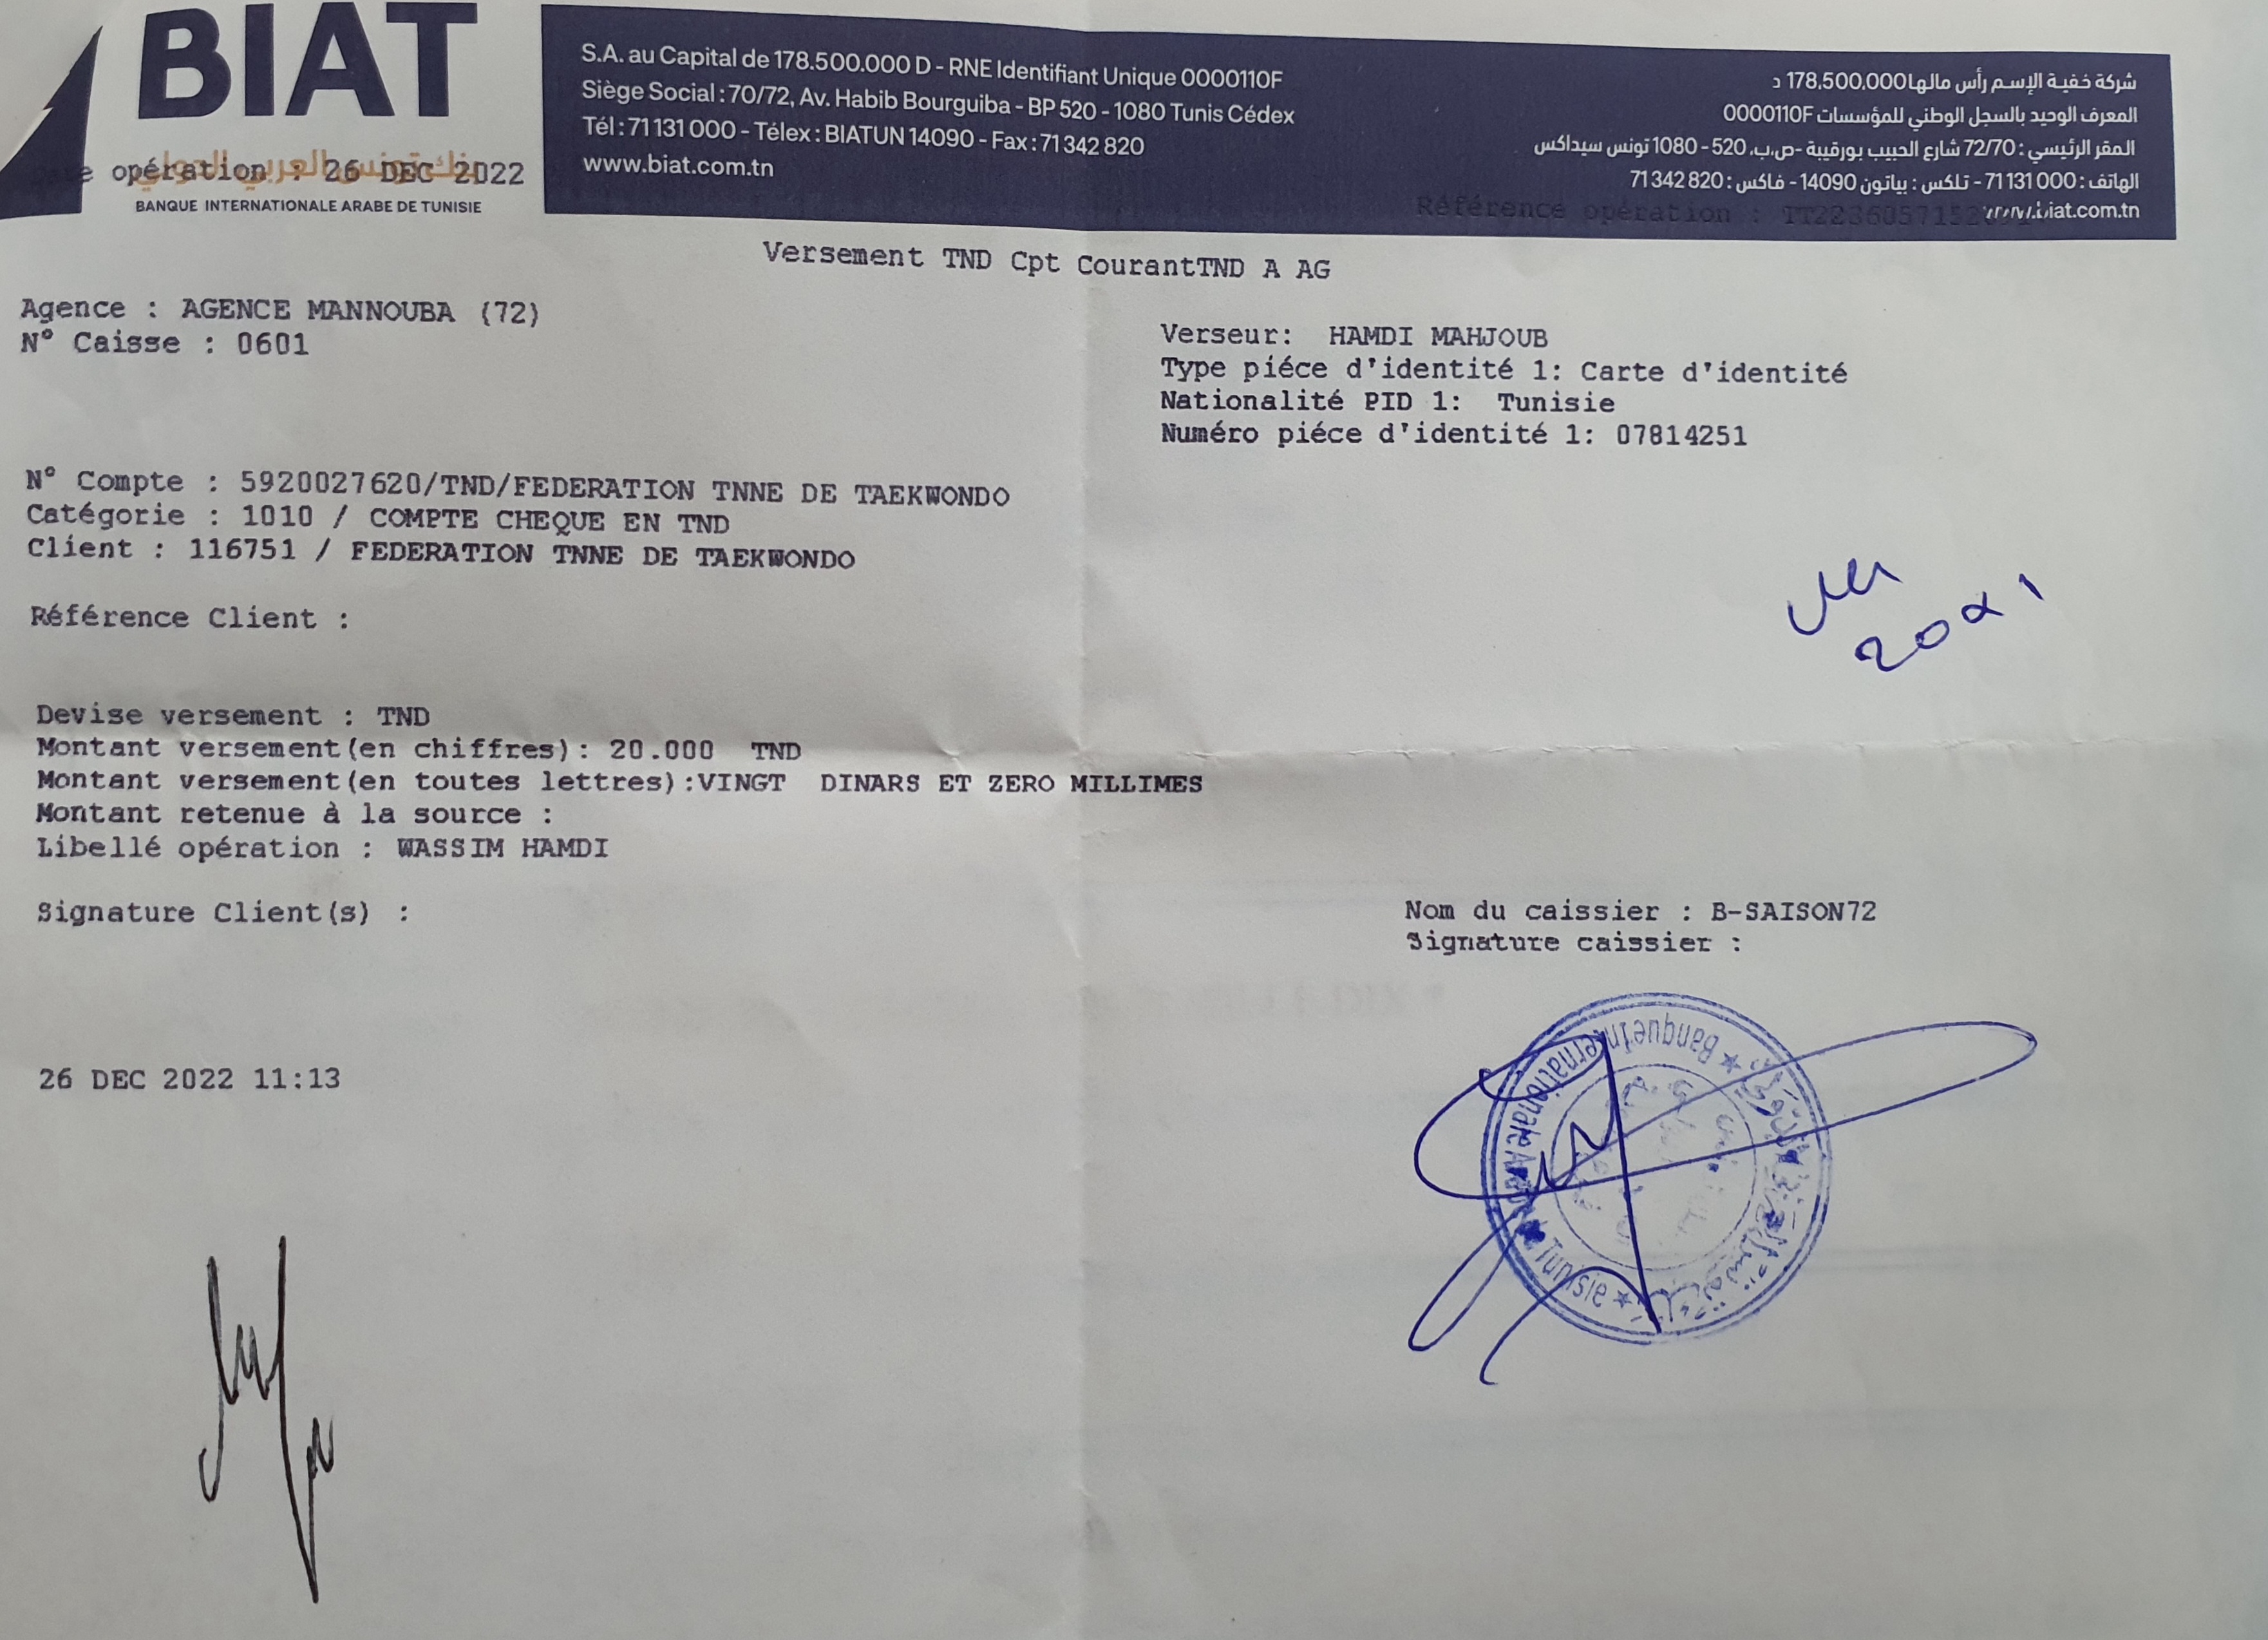 BIAT
بنك تونس العربي الدولي
BANQUE INTERNATIONALE ARABE DE TUNISIE
S.A. au Capital de 178.500.000 D - RNE Identifiant Unique 0000110F
Siège Social : 70/72, Av. Habib Bourguiba - BP 520 - 1080 Tunis Cédex
Tél : 71 131 000 - Télex : BIATUN 14090 - Fax : 71 342 820
www.biat.com.tn
شركة خفية الإسم رأس مالها 178.500.000 د
المعرف الوحيد بالسجل الوطني للمؤسسات 0000110F
المقر الرئيسي : 72/70 شارع الحبيب بورقيبة -ص.ب، 520 - 1080 تونس سيداكس
الهاتف : 71 131 000 - تلكس : بياتون 14090 - فاكس : 71 342 820
www.biat.com.tn
opération : 26 DEC 2022
Référence opération :
Versement TND Cpt CourantTND A AG
Agence : AGENCE MANNOUBA (72)
N° Caisse : 0601
Verseur: HAMDI MAHJOUB
Type piéce d'identité 1: Carte d'identité
Nationalité PID 1: Tunisie
Numéro piéce d'identité 1: 07814251
N° Compte : 5920027620/TND/FEDERATION TNNE DE TAEKWONDO
Catégorie : 1010 / COMPTE CHEQUE EN TND
Client : 116751 / FEDERATION TNNE DE TAEKWONDO
Référence Client :
Devise versement : TND
Montant versement(en chiffres): 20.000 TND
Montant versement(en toutes lettres):VINGT DINARS ET ZERO MILLIMES
Montant retenue à la source :
Libellé opération : WASSIM HAMDI
Signature Client(s) :
Nom du caissier : B-SAISON72
Signature caissier :
26 DEC 2022 11:13
Banque Internationale Arabe de Tunisie